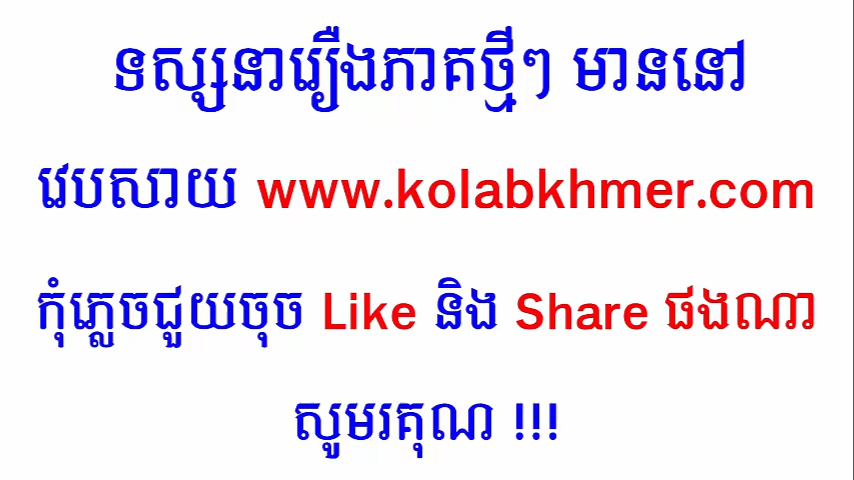 ទស្សនារឿងភាគថ្មីៗ មាននៅ
វេបសាយ www.kolabkhmer.com
កុំភ្លេចជួយចុច Like និង Share ផងណា
សូមរគុណ !!!